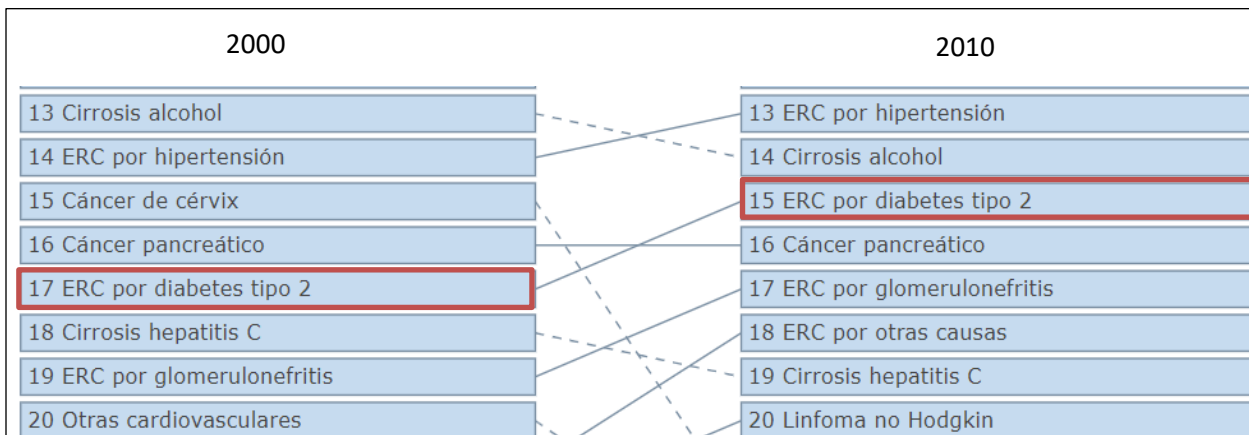 2000
2010
13 Cirrosis alcohol
13 ERC por hipertensión
14 ERC por hipertensión
14 Cirrosis alcohol
15 Cáncer de cérvix
15 ERC por diabetes tipo 2
16 Cáncer pancreático
16 Cáncer pancreático
17 ERC por diabetes tipo 2
17 ERC por glomerulonefritis
18 Cirrosis hepatitis C
18 ERC por otras causas
19 ERC por glomerulonefritis
19 Cirrosis hepatitis C
20 Otras cardiovasculares
20 Linfoma no Hodgkin